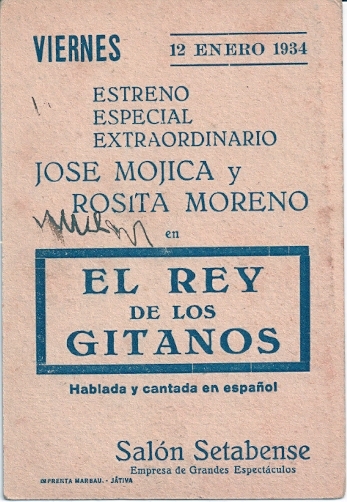 VIERNES
12 ENERO 1934
ESTRENO
ESPECIAL
EXTRAORDINARIO
JOSE MOJICA y
ROSITA MORENO
en
EL REY
DE LOS
GITANOS
Hablada y cantada en español
Salón Setabense
Empresa de Grandes Espectáculos
IMPRENTA MARBAU. - JÁTIVA